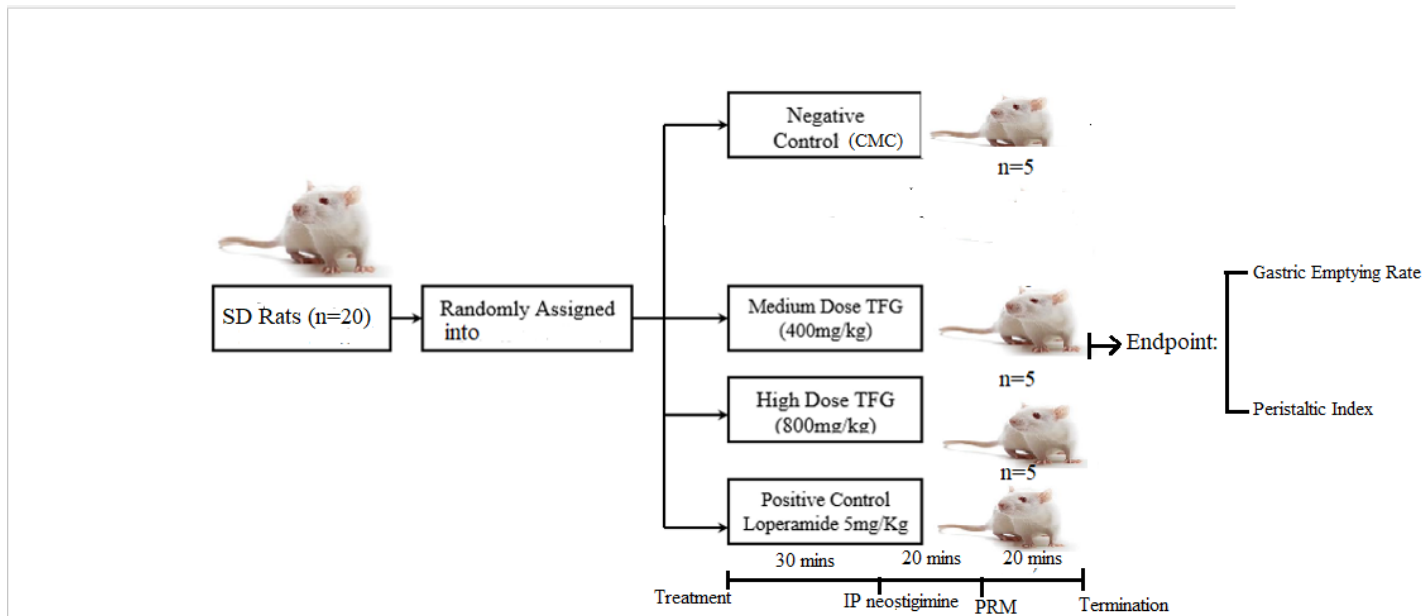 SD Rats (n=20)
Randomly Assigned
into
Negative
Control (CMC)
n=5
Medium Dose TFG
(400mg/kg)
n=5
High Dose TFG
(800mg/kg)
n=5
Positive Control
Loperamide 5mg/Kg
30 mins
20 mins
20 mins
Treatment
IP neostigimine
PRM
Termination
Endpoint:
Gastric Emptying Rate
Peristaltic Index